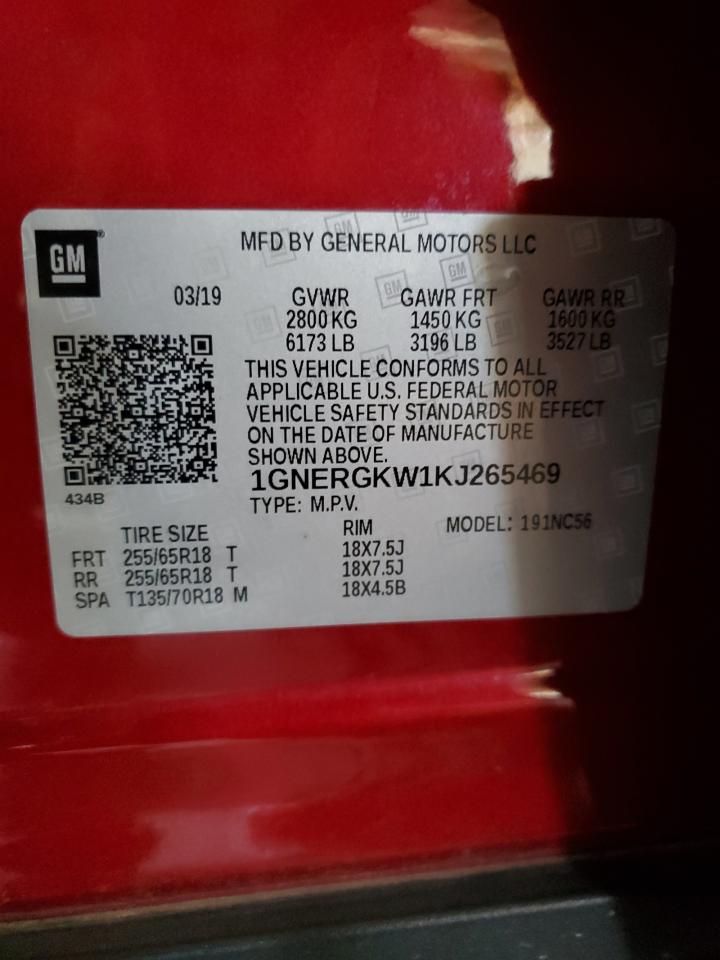 GM
MFD BY GENERAL MOTORS LLC
03/19 GVWR GAWR FRT GAWR RR
2800 KG 1450 KG 1600 KG
6173 LB 3196 LB 3527 LB
THIS VEHICLE CONFORMS TO ALL
APPLICABLE U.S. FEDERAL MOTOR
VEHICLE SAFETY STANDARDS IN EFFECT
ON THE DATE OF MANUFACTURE
SHOWN ABOVE.
1GNERGKW1KJ265469
434B
TYPE: M.P.V.
TIRE SIZE RIM MODEL: 191NC56
FRT 255/65R18 T 18X7.5J
RR 255/65R18 T 18X7.5J
SPA T135/70R18 M 18X4.5B